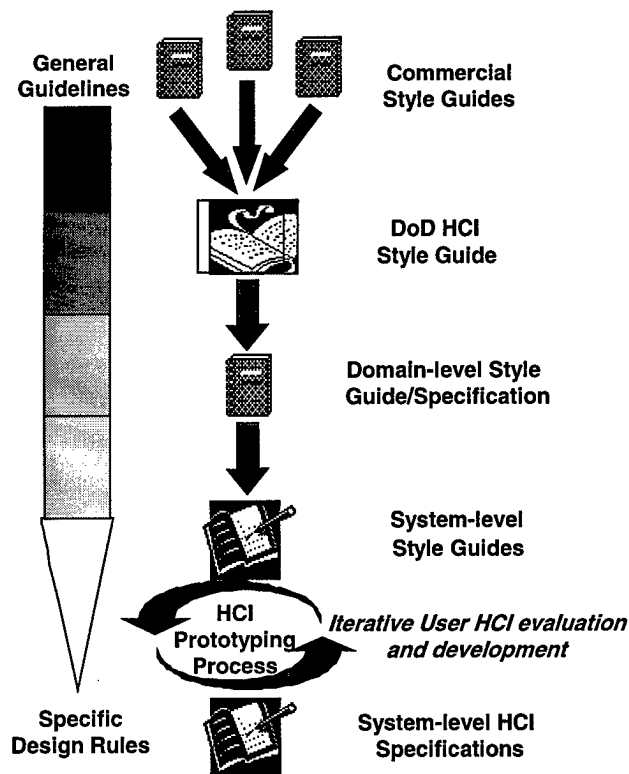 General
Guidelines
Commercial
Style Guides
DoD HCI
Style Guide
Domain-level Style
Guide/Specification
System-level
Style Guides
HCI
Prototyping
Process
Iterative User HCI evaluation
and development
Specific
Design Rules
System-level HCI
Specifications